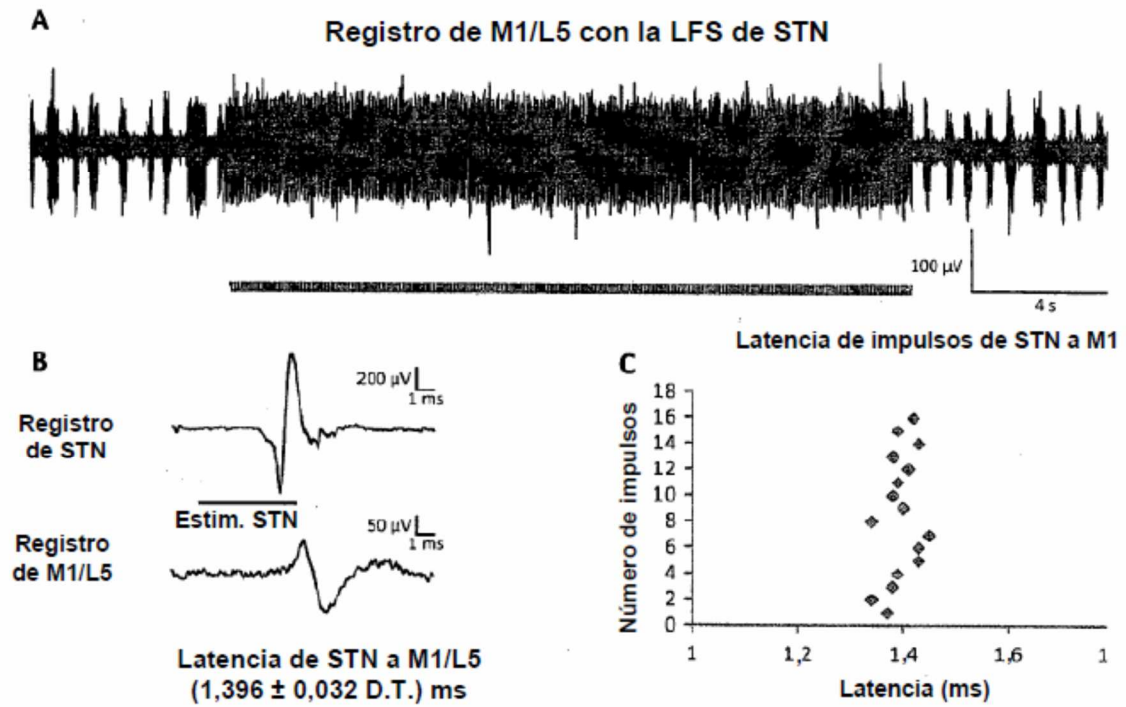 A
Registro de M1/L5 con la LFS de STN
100 µV
4 s
B
Registro
de STN
200 µV
1 ms
Estim. STN
Registro
de M1/L5
50 µV
1 ms
Latencia de STN a M1/L5
(1,396 ± 0,032 D.T.) ms
Latencia de impulsos de STN a M1
C
Número de impulsos
18
16
14
12
10
8
6
4
2
0
1
1,2
1,4
1,6
1
Latencia (ms)